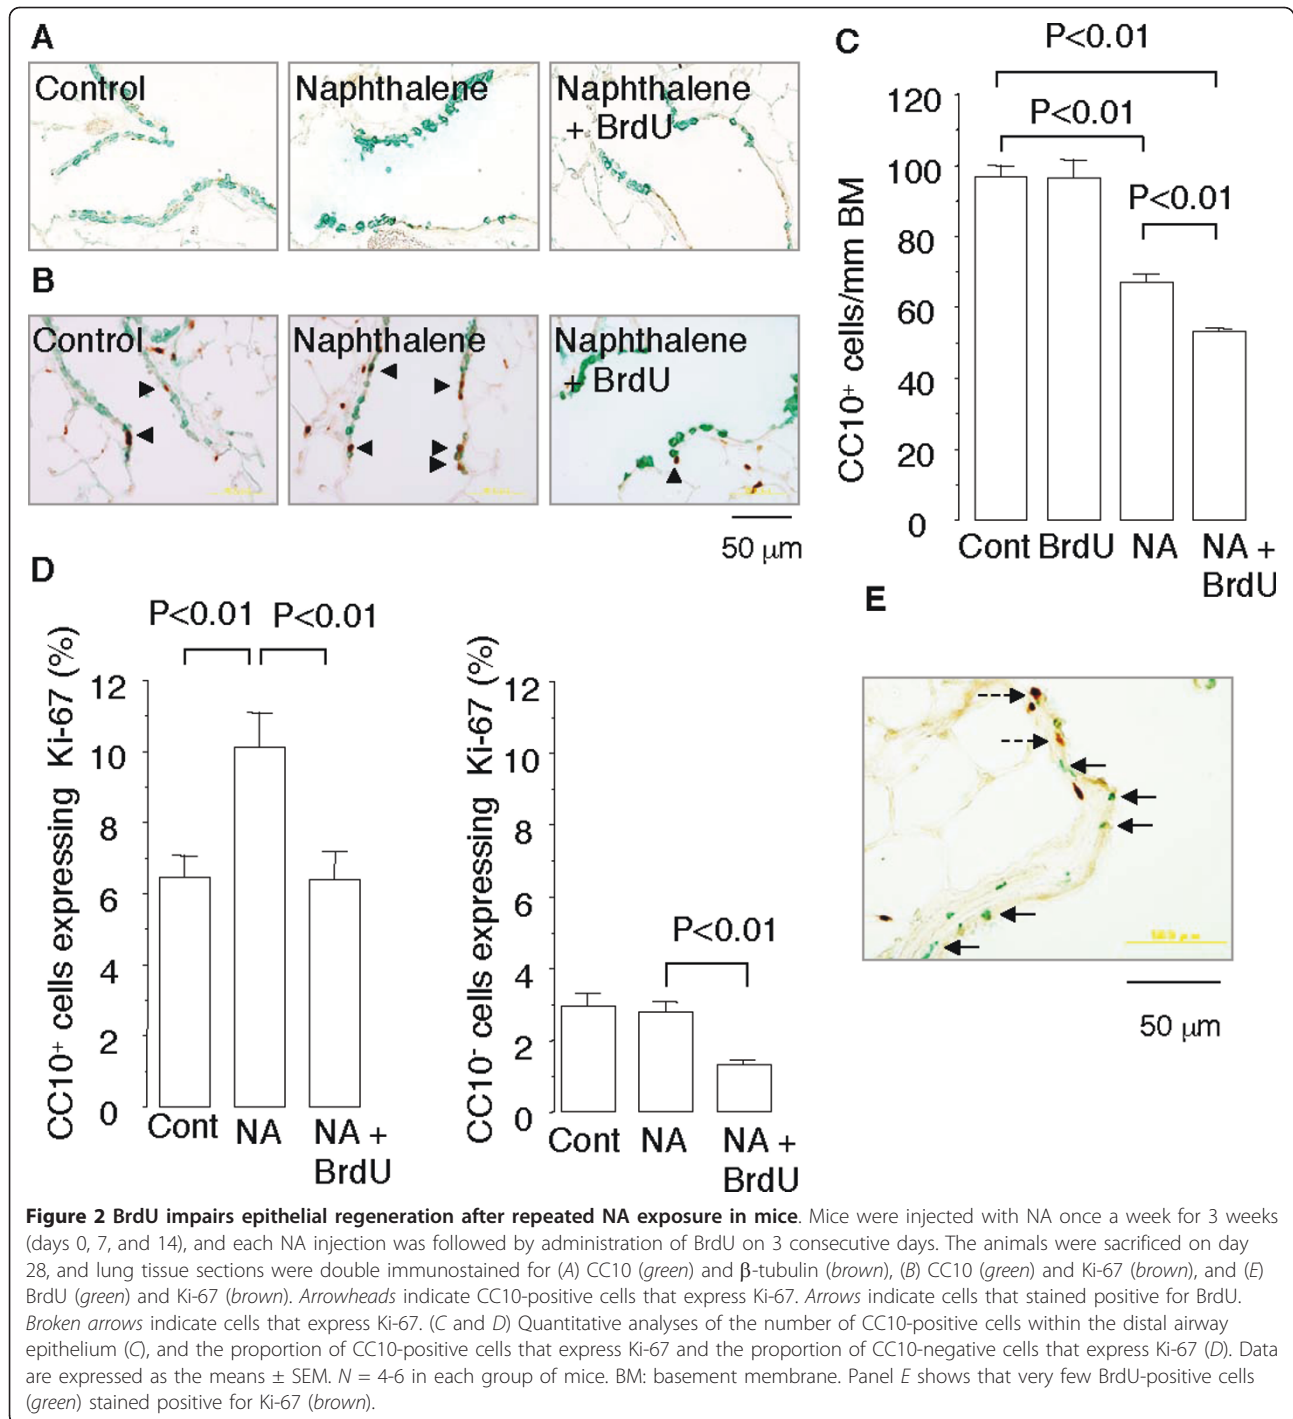 A
Control
Naphthalene
Naphthalene
+ BrdU
B
Control
Naphthalene
Naphthalene
+ BrdU
50 μm
C
P<0.01
P<0.01
P<0.01
CC10⁺ cells/mm BM
120
100
80
60
40
20
0
Cont BrdU NA NA +
BrdU
D
P<0.01 P<0.01
CC10⁺ cells expressing Ki-67 (%)
12
10
8
6
4
2
0
Cont NA NA +
BrdU
P<0.01
CC10⁻ cells expressing Ki-67 (%)
12
10
8
6
4
2
0
Cont NA NA +
BrdU
E
50 μm
Figure 2 BrdU impairs epithelial regeneration after repeated NA exposure in mice. Mice were injected with NA once a week for 3 weeks
(days 0, 7, and 14), and each NA injection was followed by administration of BrdU on 3 consecutive days. The animals were sacrificed on day
28, and lung tissue sections were double immunostained for (A) CC10 (green) and β-tubulin (brown), (B) CC10 (green) and Ki-67 (brown), and (E)
BrdU (green) and Ki-67 (brown). Arrowheads indicate CC10-positive cells that express Ki-67. Arrows indicate cells that stained positive for BrdU.
Broken arrows indicate cells that express Ki-67. (C and D) Quantitative analyses of the number of CC10-positive cells within the distal airway
epithelium (C), and the proportion of CC10-positive cells that express Ki-67 and the proportion of CC10-negative cells that express Ki-67 (D). Data
are expressed as the means ± SEM. N = 4-6 in each group of mice. BM: basement membrane. Panel E shows that very few BrdU-positive cells
(green) stained positive for Ki-67 (brown).